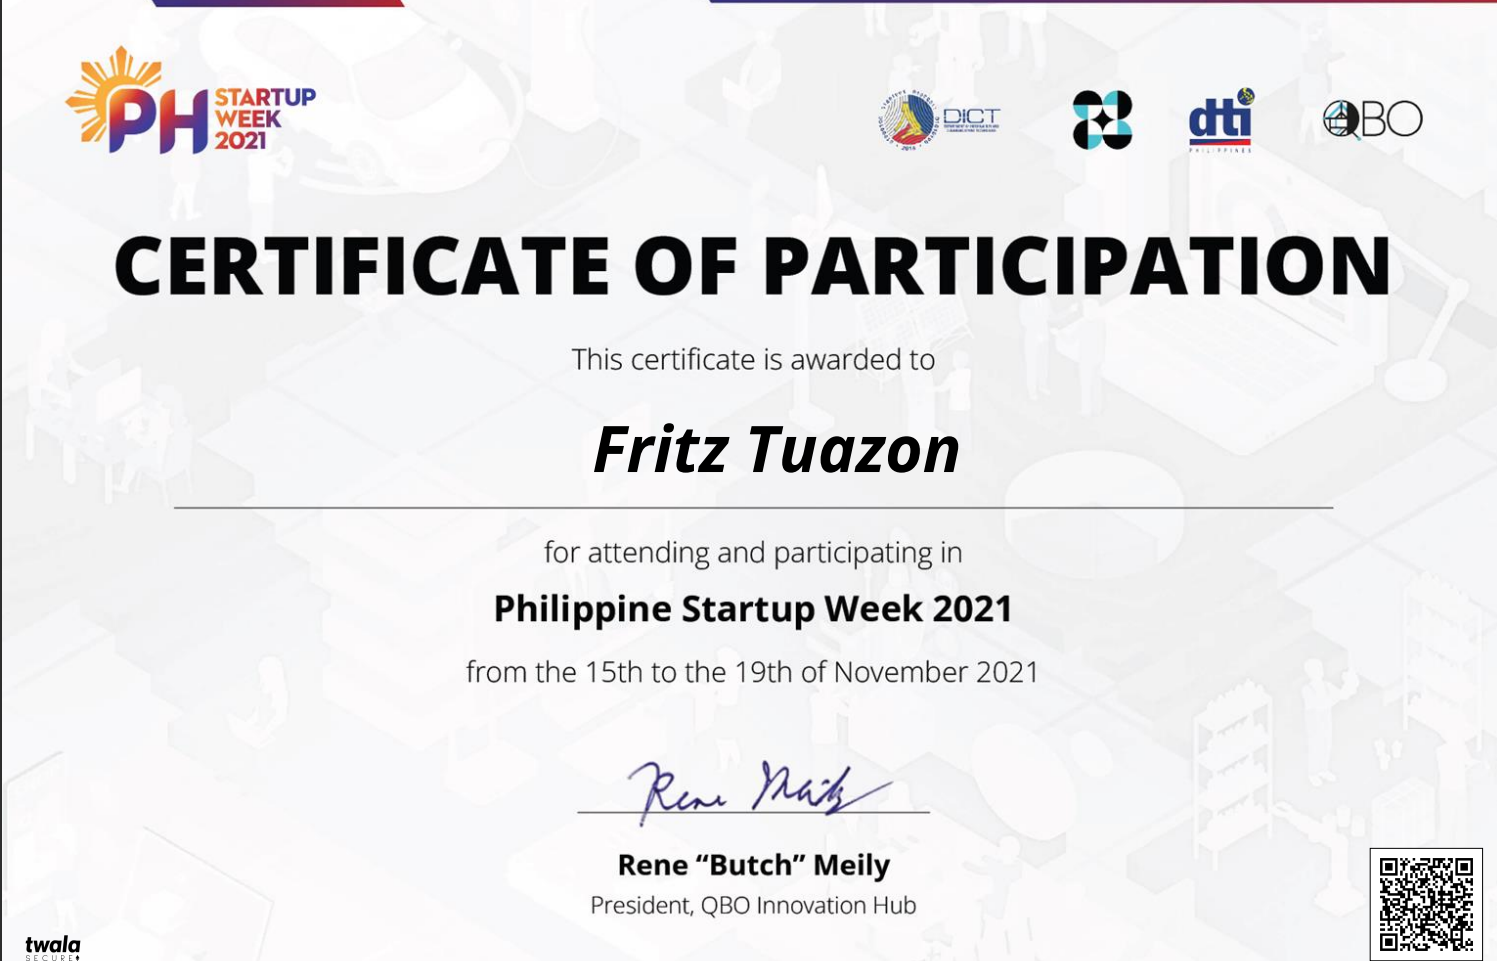 PH STARTUP
WEEK
2021
DICT
dti
PHILIPPINES
QBO
CERTIFICATE OF PARTICIPATION
This certificate is awarded to
Fritz Tuazon
for attending and participating in
Philippine Startup Week 2021
from the 15th to the 19th of November 2021
Rene Meily
Rene “Butch” Meily
President, QBO Innovation Hub
twala
SECURE